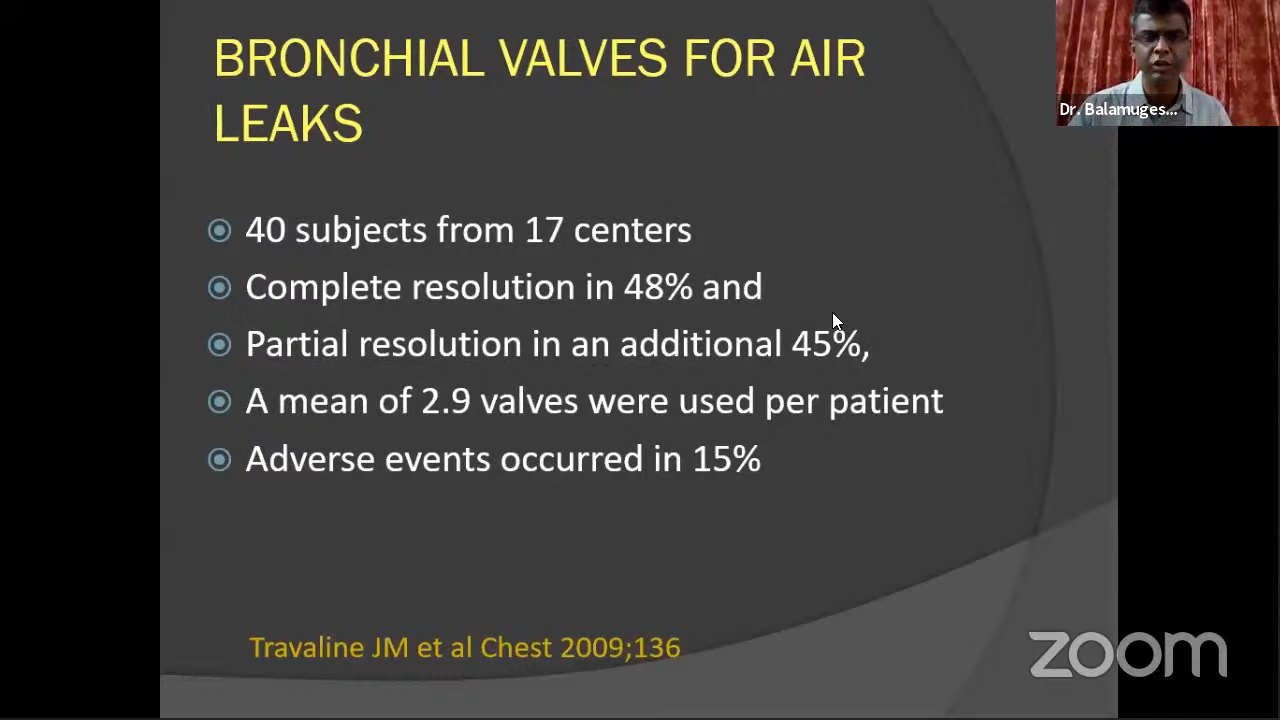 BRONCHIAL VALVES FOR AIR
LEAKS
Dr. Balamuges...
40 subjects from 17 centers
Complete resolution in 48% and
Partial resolution in an additional 45%,
A mean of 2.9 valves were used per patient
Adverse events occurred in 15%
Travaline JM et al Chest 2009;136
zoom